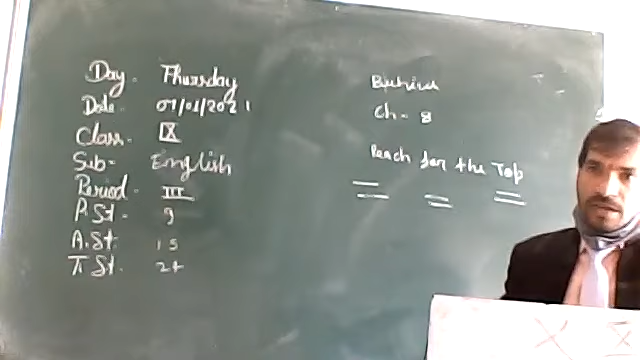 Day. Thursday
Date. 07/01/2021
Class. IX
Sub- English
Period. III
P. St. 9
A. St. 15
T. St. 24
Beehive
Ch- 8
Reach for the Top